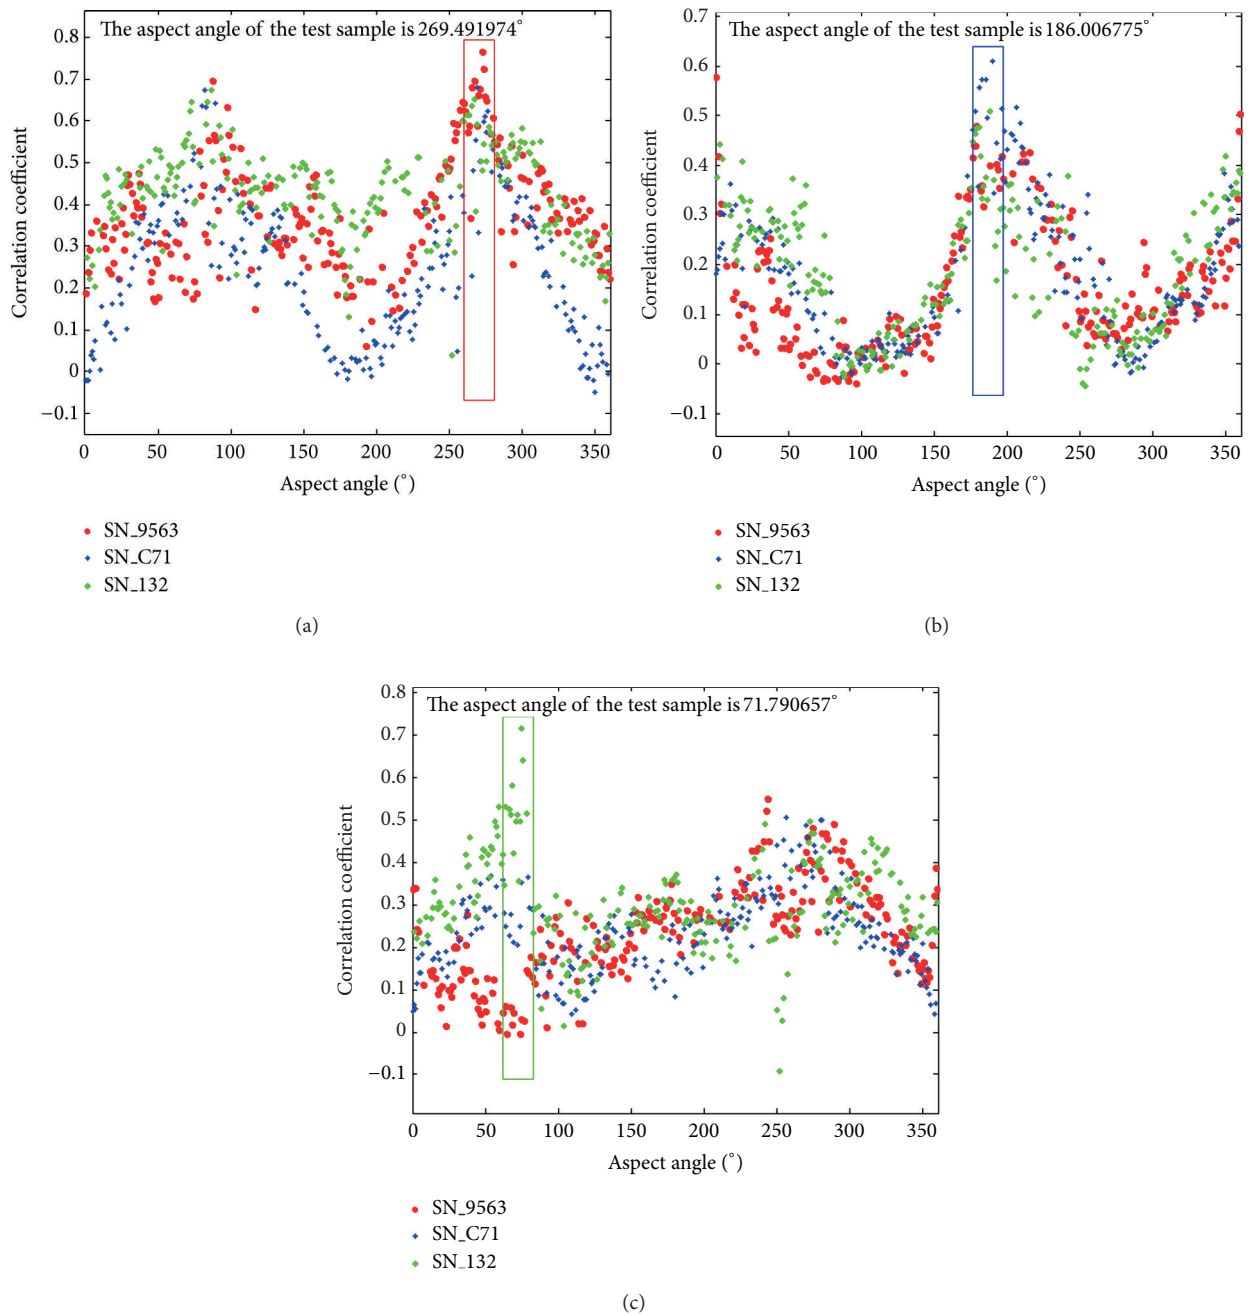 The aspect angle of the test sample is 269.491974°
0.8
0.7
0.6
0.5
0.4
0.3
0.2
0.1
0
−0.1
Correlation coefficient
0 50 100 150 200 250 300 350
Aspect angle (°)
SN_9563
SN_C71
SN_132
(a)
The aspect angle of the test sample is 186.006775°
0.7
0.6
0.5
0.4
0.3
0.2
0.1
0
−0.1
Correlation coefficient
0 50 100 150 200 250 300 350
Aspect angle (°)
SN_9563
SN_C71
SN_132
(b)
The aspect angle of the test sample is 71.790657°
0.8
0.7
0.6
0.5
0.4
0.3
0.2
0.1
0
−0.1
Correlation coefficient
0 50 100 150 200 250 300 350
Aspect angle (°)
SN_9563
SN_C71
SN_132
(c)